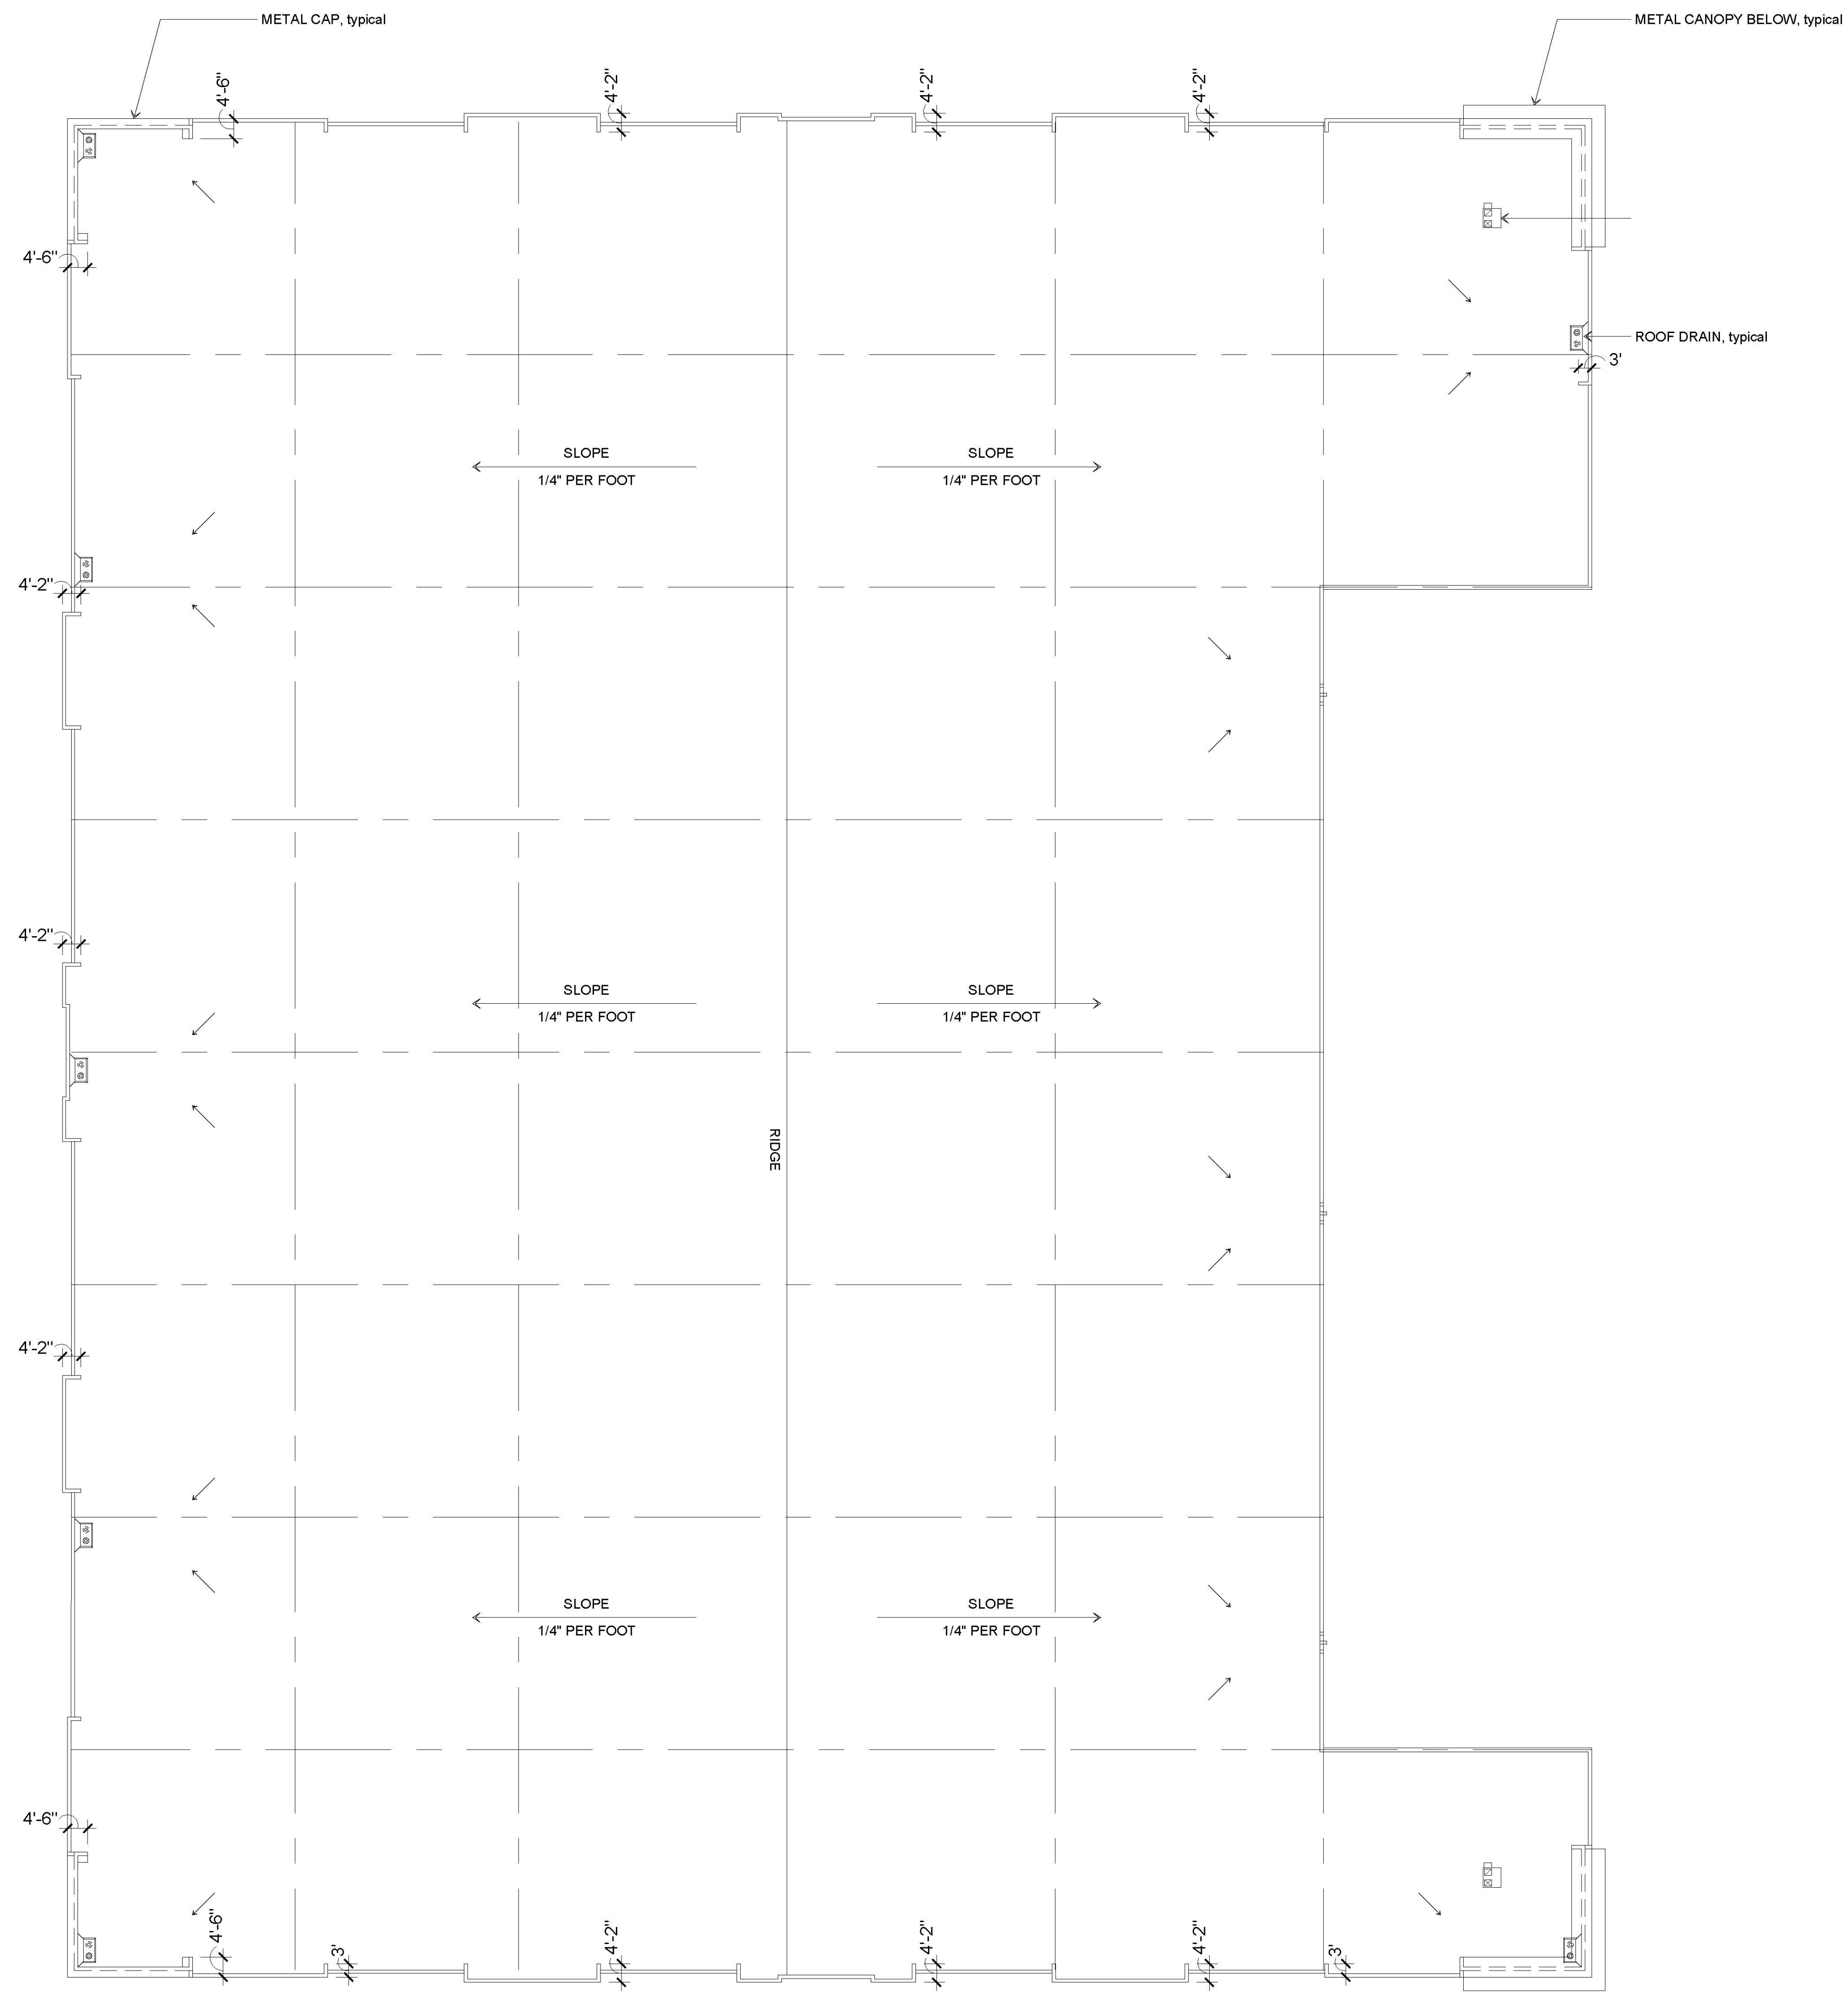 METAL CAP, typical
METAL CANOPY BELOW, typical
4'-6"
4'-2"
4'-2"
4'-2"
4'-6"
ROOF DRAIN, typical
3'
SLOPE
1/4" PER FOOT
SLOPE
1/4" PER FOOT
4'-2"
4'-2"
SLOPE
1/4" PER FOOT
SLOPE
1/4" PER FOOT
RIDGE
4'-2"
SLOPE
1/4" PER FOOT
SLOPE
1/4" PER FOOT
4'-6"
4'-6"
3'
4'-2"
4'-2"
4'-2"
3'